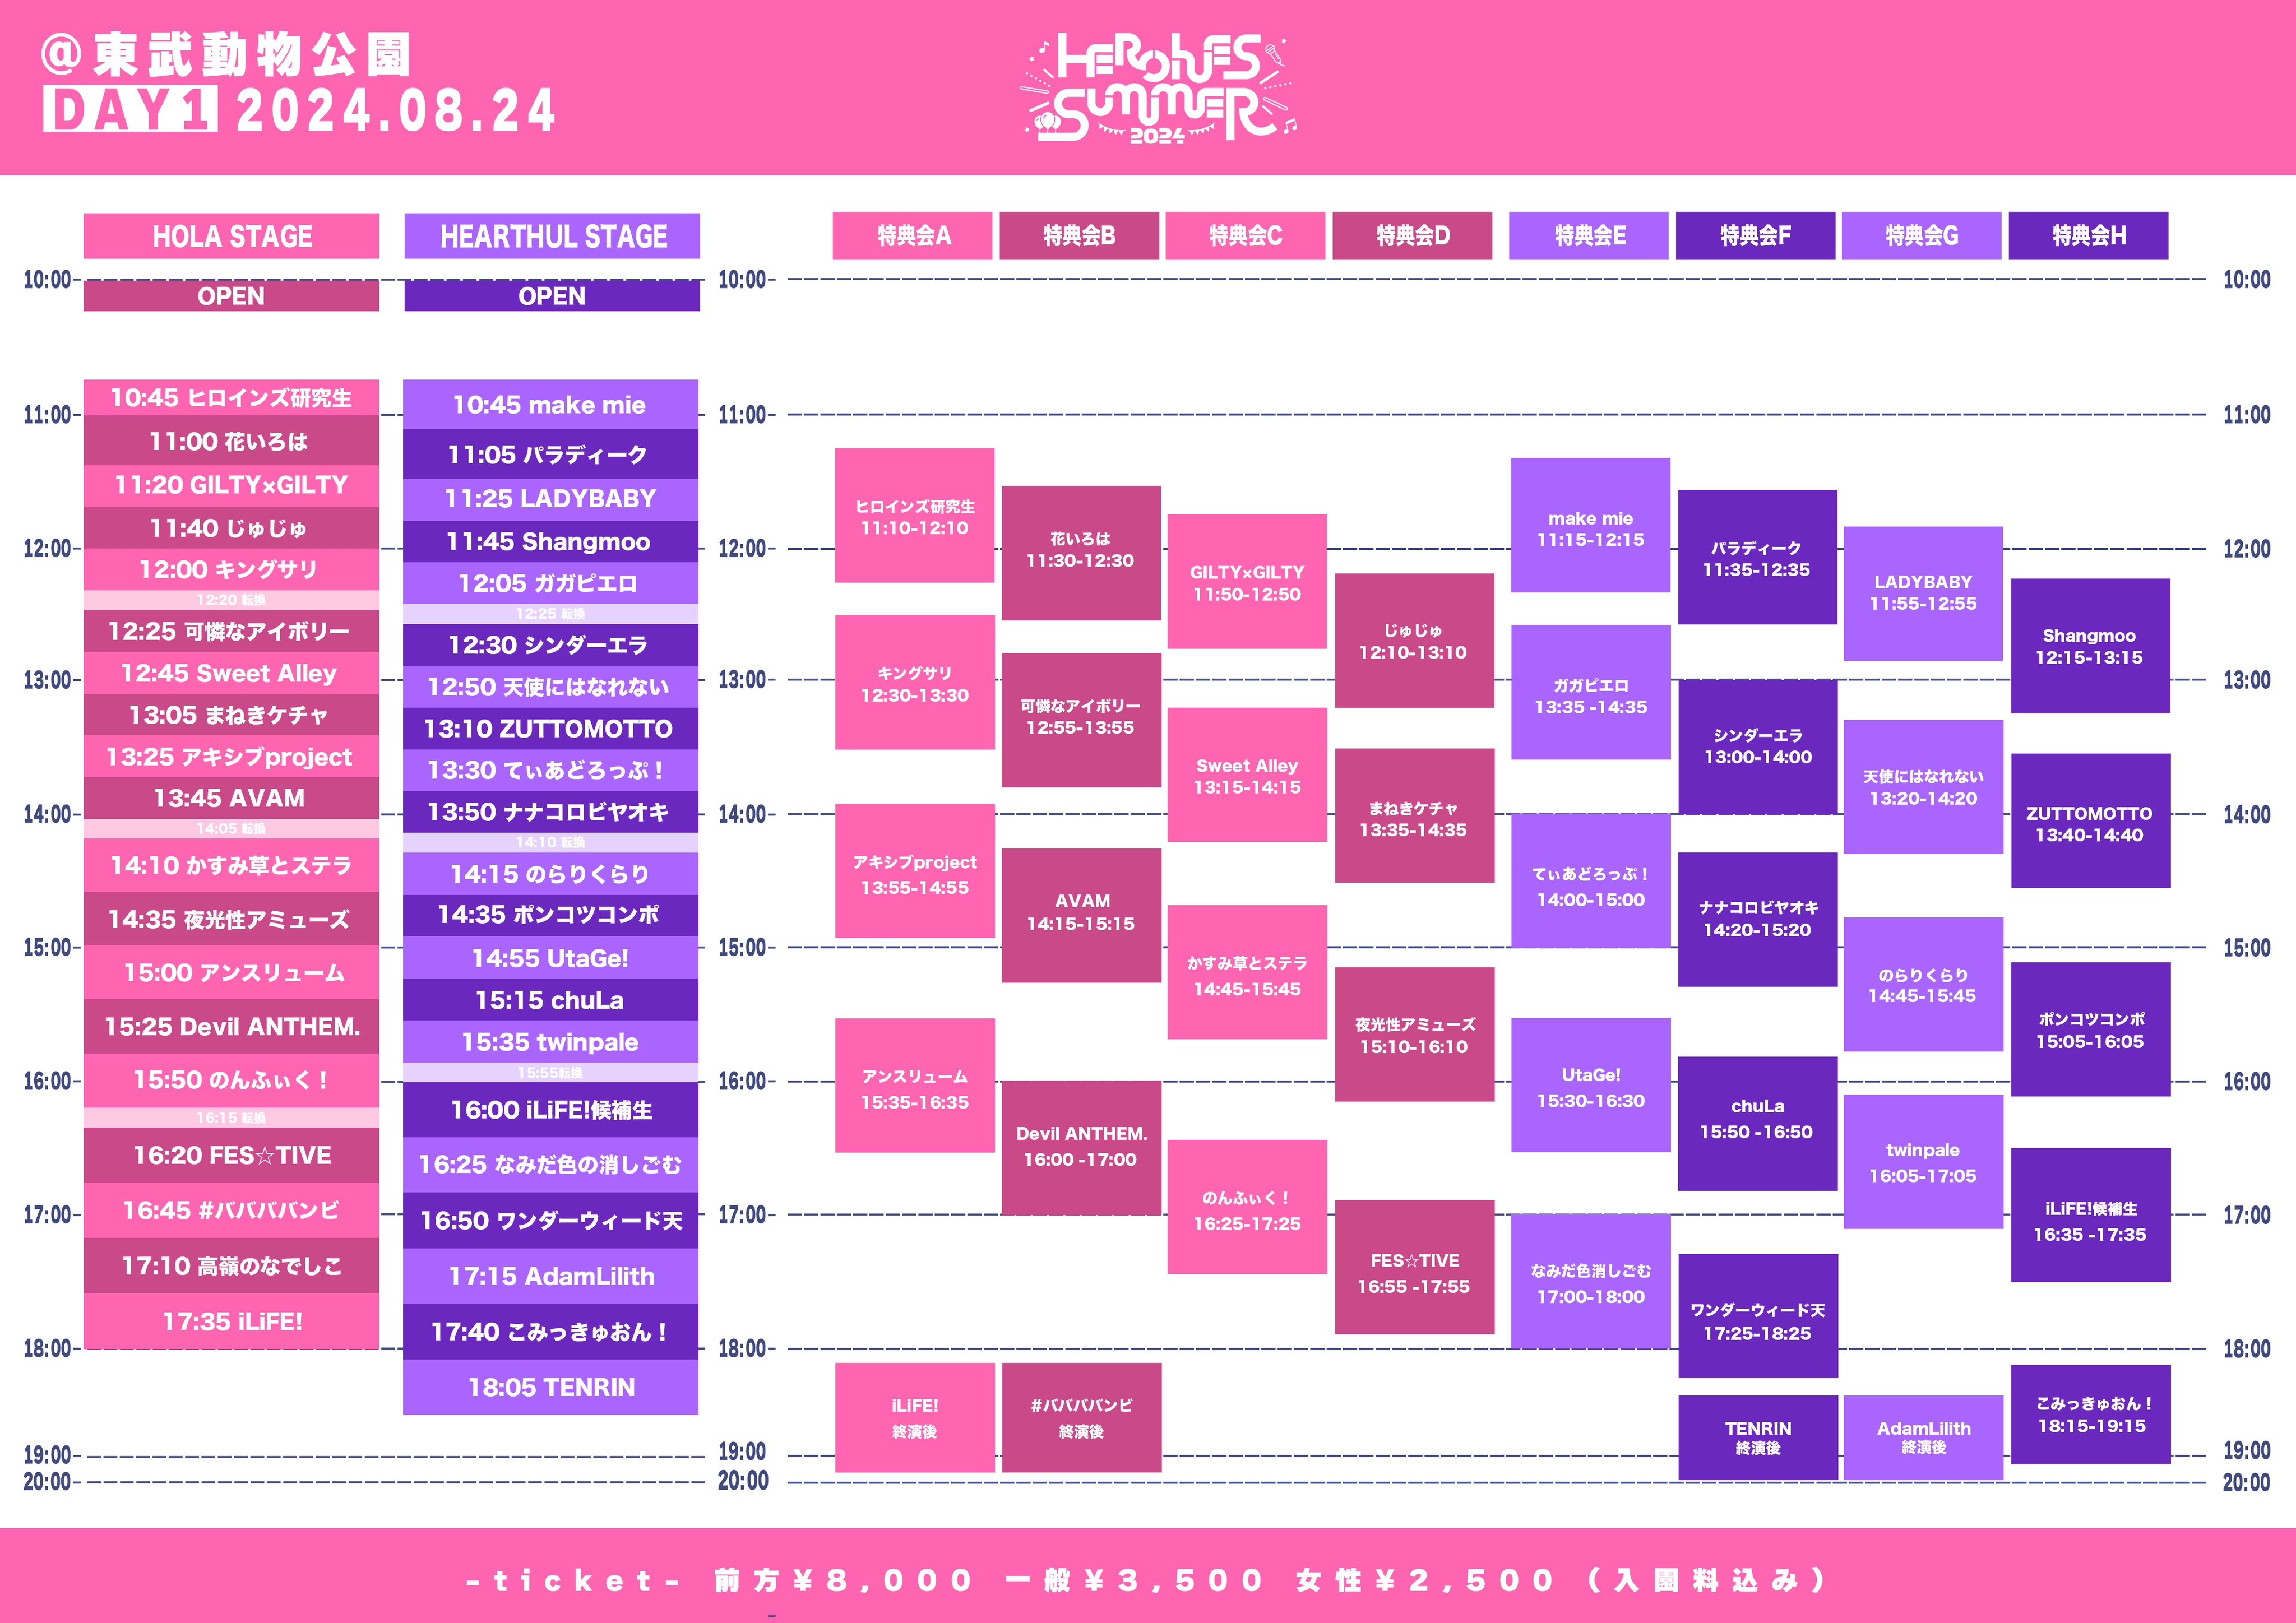 @東武動物公園
DAY1 2024.08.24
HEROINES
SUMMER
2024
HOLA STAGE
HEARTHUL STAGE
特典会A
特典会B
特典会C
特典会D
特典会E
特典会F
特典会G
特典会H
10:00
11:00
12:00
13:00
14:00
15:00
16:00
17:00
18:00
19:00
20:00
OPEN
10:45 ヒロインズ研究生
11:00 花いろは
11:20 GILTY×GILTY
11:40 じゅじゅ
12:00 キングサリ
12:20 転換
12:25 可憐なアイボリー
12:45 Sweet Alley
13:05 まねきケチャ
13:25 アキシブproject
13:45 AVAM
14:05 転換
14:10 かすみ草とステラ
14:35 夜光性アミューズ
15:00 アンスリューム
15:25 Devil ANTHEM.
15:50 のんふぃく！
16:15 転換
16:20 FES☆TIVE
16:45 #ババババンビ
17:10 高嶺のなでしこ
17:35 iLiFE!
OPEN
10:45 make mie
11:05 パラディーク
11:25 LADYBABY
11:45 Shangmoo
12:05 ガガピエロ
12:25 転換
12:30 シンダーエラ
12:50 天使にはなれない
13:10 ZUTTOMOTTO
13:30 てぃあどろっぷ！
13:50 ナナコロビヤオキ
14:10 転換
14:15 のらりくらり
14:35 ポンコツコンポ
14:55 UtaGe!
15:15 chuLa
15:35 twinpale
15:55転換
16:00 iLiFE!候補生
16:25 なみだ色の消しごむ
16:50 ワンダーウィード天
17:15 AdamLilith
17:40 こみっきゅおん！
18:05 TENRIN
10:00
11:00
12:00
13:00
14:00
15:00
16:00
17:00
18:00
19:00
20:00
ヒロインズ研究生
11:10-12:10
キングサリ
12:30-13:30
アキシブproject
13:55-14:55
アンスリューム
15:35-16:35
iLiFE!
終演後
花いろは
11:30-12:30
可憐なアイボリー
12:55-13:55
AVAM
14:15-15:15
Devil ANTHEM.
16:00 -17:00
#ババババンビ
終演後
GILTY×GILTY
11:50-12:50
Sweet Alley
13:15-14:15
かすみ草とステラ
14:45-15:45
のんふぃく！
16:25-17:25
じゅじゅ
12:10-13:10
まねきケチャ
13:35-14:35
夜光性アミューズ
15:10-16:10
FES☆TIVE
16:55 -17:55
make mie
11:15-12:15
ガガピエロ
13:35 -14:35
てぃあどろっぷ！
14:00-15:00
UtaGe!
15:30-16:30
なみだ色消しごむ
17:00-18:00
パラディーク
11:35-12:35
シンダーエラ
13:00-14:00
ナナコロビヤオキ
14:20-15:20
chuLa
15:50 -16:50
ワンダーウィード天
17:25-18:25
TENRIN
終演後
LADYBABY
11:55-12:55
天使にはなれない
13:20-14:20
のらりくらり
14:45-15:45
twinpale
16:05-17:05
AdamLilith
終演後
Shangmoo
12:15-13:15
ZUTTOMOTTO
13:40-14:40
ポンコツコンポ
15:05-16:05
iLiFE!候補生
16:35 -17:35
こみっきゅおん！
18:15-19:15
10:00
11:00
12:00
13:00
14:00
15:00
16:00
17:00
18:00
19:00
20:00
-ticket- 前方¥8,000 一般¥3,500 女性¥2,500（入園料込み）